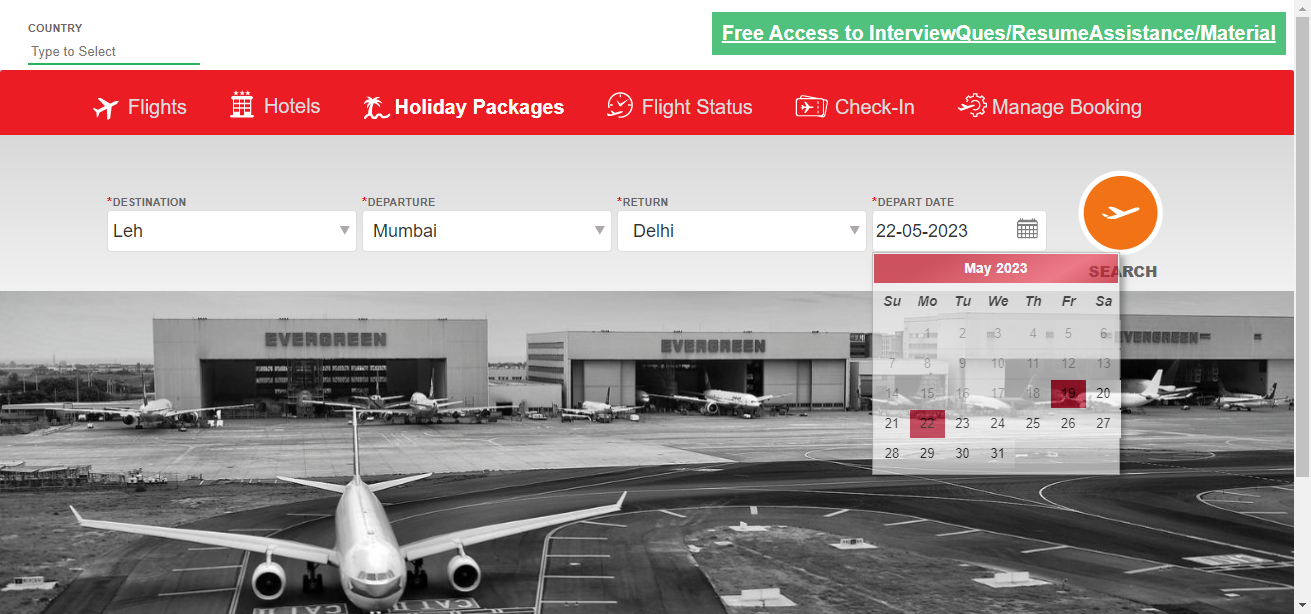 COUNTRY
Type to Select
Free Access to InterviewQues/ResumeAssistance/Material
Flights
Hotels
Holiday Packages
Flight Status
Check-In
Manage Booking
*DESTINATION
Leh
*DEPARTURE
Mumbai
*RETURN
Delhi
*DEPART DATE
22-05-2023
SEARCH
May 2023
Su Mo Tu We Th Fr Sa
1 2 3 4 5 6
7 8 9 10 11 12 13
14 15 16 17 18 19 20
21 22 23 24 25 26 27
28 29 30 31
EVERGREEN
EVERGREEN
EVERGREEN